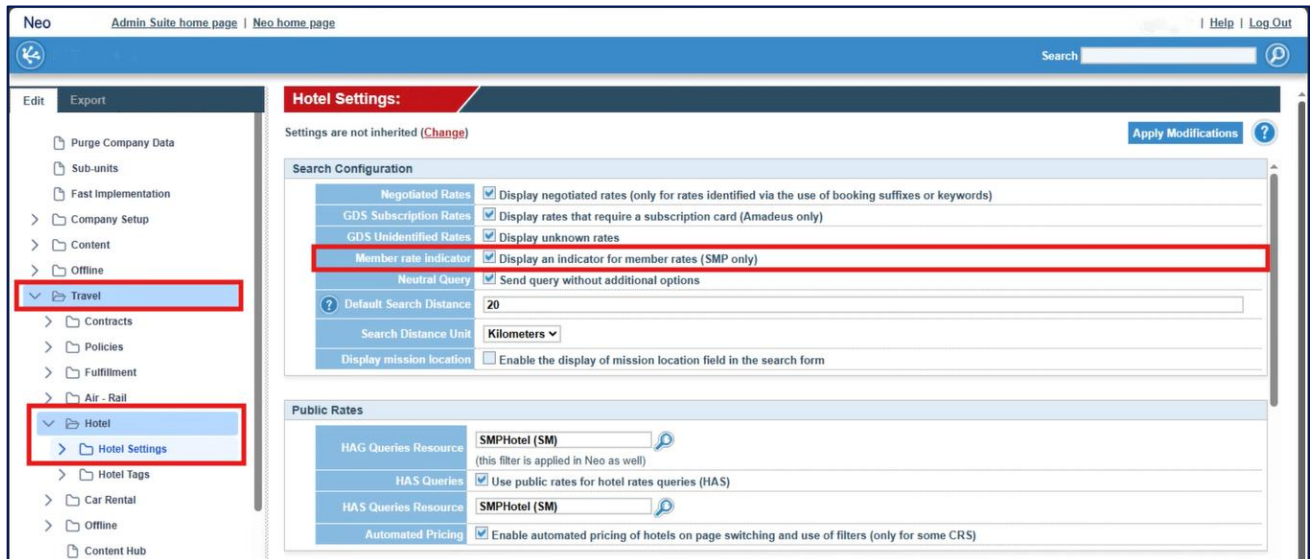 Neo Admin Suite home page | Neo home page | Help | Log Out
Search
Edit Export
Purge Company Data
Sub-units
Fast Implementation
Company Setup
Content
Offline
Travel
Contracts
Policies
Fulfillment
Air - Rail
Hotel
Hotel Settings
Hotel Tags
Car Rental
Offline
Content Hub
Hotel Settings:
Settings are not inherited (Change)
Apply Modifications ?
Search Configuration
Negotiated Rates Display negotiated rates (only for rates identified via the use of booking suffixes or keywords)
GDS Subscription Rates Display rates that require a subscription card (Amadeus only)
GDS Unidentified Rates Display unknown rates
Member rate indicator Display an indicator for member rates (SMP only)
Neutral Query Send query without additional options
? Default Search Distance 20
Search Distance Unit Kilometers
Display mission location Enable the display of mission location field in the search form
Public Rates
HAG Queries Resource SMPHotel (SM)
(this filter is applied in Neo as well)
HAS Queries Use public rates for hotel rates queries (HAS)
HAS Queries Resource SMPHotel (SM)
Automated Pricing Enable automated pricing of hotels on page switching and use of filters (only for some CRS)